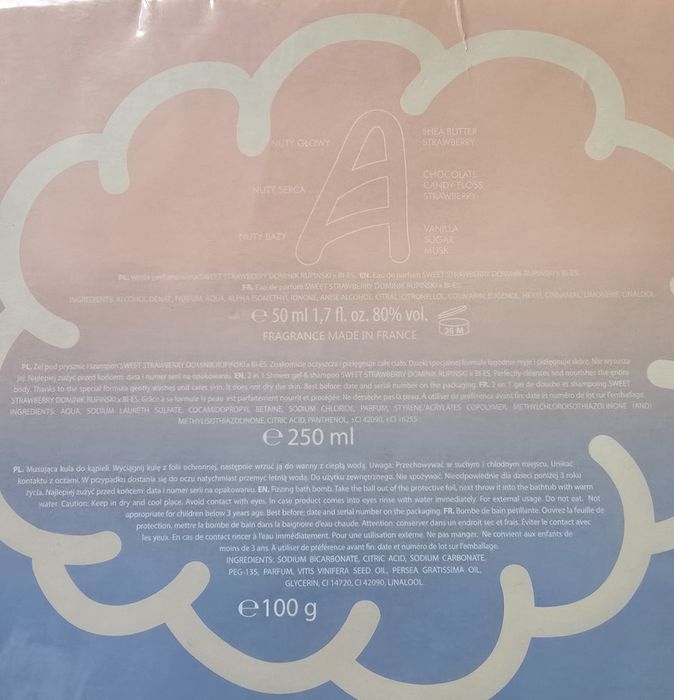 NUTY GŁOWY
SHEA BUTTER
STRAWBERRY
NUTY SERCA
CHOCOLATE
CANDY FLOSS
STRAWBERRY
NUTY BAZY
VANILLA
SUGAR
MUSK
PL. Woda perfumowana SWEET STRAWBERRY DOMINIK RUPIŃSKI x BI-ES. EN. Eau de parfum SWEET STRAWBERRY DOMINIK RUPIŃSKI x BI-ES.
FR. Eau de parfum SWEET STRAWBERRY DOMINIK RUPIŃSKI x BI-ES.
INGREDIENTS: ALCOHOL DENAT., PARFUM, AQUA, ALPHA-ISOMETHYL IONONE, ANISE ALCOHOL, CITRAL, CITRONELLOL, COUMARIN, EUGENOL, HEXYL CINNAMAL, LIMONENE, LINALOOL.
℮ 50 ml 1,7 fl. oz. 80% vol.
36 M
FRAGRANCE MADE IN FRANCE
PL. Żel pod prysznic i szampon SWEET STRAWBERRY DOMINIK RUPIŃSKI x BI-ES. Znakomicie oczyszcza i pielęgnuje całe ciało. Dzięki specjalnej formule łagodnie myje i pielęgnuje skórę. Nie wysusza
jej. Najlepiej zużyć przed końcem: data i numer serii na opakowaniu. EN. 2 in 1 Shower gel & shampoo SWEET STRAWBERRY DOMINIK RUPIŃSKI x BI-ES. Perfectly cleanses and nourishes the entire
body. Thanks to the special formula gently washes and cares skin. It does not dry the skin. Best before: date and serial number on the packaging. FR. 2 en 1 gel de douche et shampoing SWEET
STRAWBERRY DOMINIK RUPIŃSKI x BI-ES. Grâce à sa formule la peau est parfaitement nourrit et protégée. Ne dessèche pas la peau. À utiliser de préférence avant fin: date et numéro de lot sur l'emballage.
INGREDIENTS: AQUA, SODIUM LAURETH SULFATE, COCAMIDOPROPYL BETAINE, SODIUM CHLORIDE, PARFUM, STYRENE/ACRYLATES COPOLYMER, METHYLCHLOROISOTHIAZOLINONE (AND)
METHYLISOTHIAZOLINONE, CITRIC ACID, PANTHENOL, ±CI 42090, ±CI 16255.
℮ 250 ml
PL. Musująca kula do kąpieli. Wyciągnij kulę z folii ochronnej, następnie wrzuć ją do wanny z ciepłą wodą. Uwaga: Przechowywać w suchym i chłodnym miejscu. Unikać
kontaktu z oczami. W przypadku dostania się do oczu natychmiast przemyć letnią wodą. Do użytku zewnętrznego. Nie spożywać. Nieodpowiednie dla dzieci poniżej 3 roku
życia. Najlepiej zużyć przed końcem: data i numer serii na opakowaniu. EN. Fizzing bath bomb. Take the ball out of the protective foil, next throw it into the bathtub with warm
water. Caution: Keep in dry and cool place. Avoid contact with eyes. In case product comes into eyes rinse with water immediately. For external usage. Do not eat. Not
appropriate for children below 3 years age. Best before: date and serial number on the packaging. FR. Bombe de bain pétillante. Ouvrez la feuille de
protection, mettre la bombe de bain dans la baignoire d'eau chaude. Attention: conserver dans un endroit sec et frais. Éviter le contact avec
les yeux. En cas de contact rincer à l'eau immédiatement. Pour une utilisation externe. Ne pas manger. Ne convient aux enfants de
moins de 3 ans. À utiliser de préférence avant fin: date et numéro de lot sur l'emballage.
INGREDIENTS: SODIUM BICARBONATE, CITRIC ACID, SODIUM CARBONATE,
PEG-135, PARFUM, VITIS VINIFERA SEED OIL, PERSEA GRATISSIMA OIL,
GLYCERIN, CI 14720, CI 42090, LINALOOL.
℮ 100 g